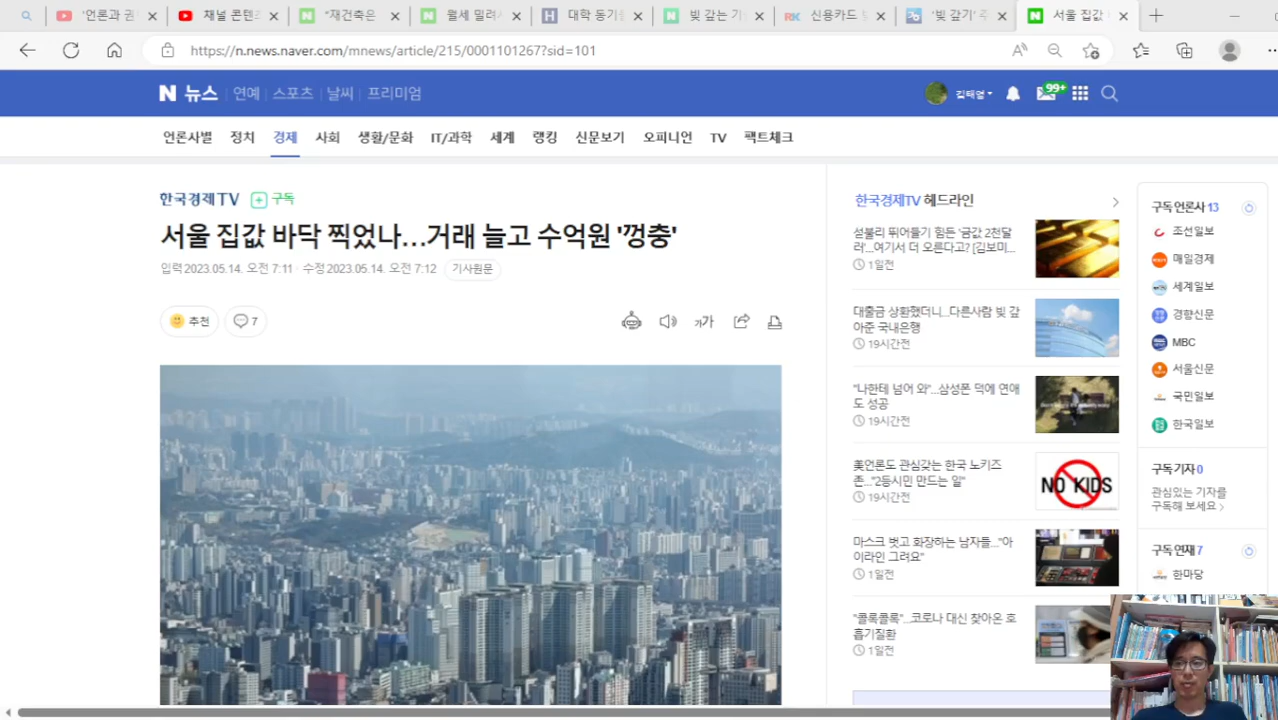 '언론과 권
채널 콘텐츠
"재건축은
월세 밀려서
대학 동기
빚 갚는 기
신용카드
'빚 갚기'
서울 집값
https://n.news.naver.com/mnews/article/215/0001101267?sid=101
N 뉴스 연예 스포츠 날씨 프리미엄
99+
언론사별 정치 경제 사회 생활/문화 IT/과학 세계 랭킹 신문보기 오피니언 TV 팩트체크
한국경제TV 구독
서울 집값 바닥 찍었나…거래 늘고 수억원 '껑충'
입력 2023.05.14. 오전 7:11 · 수정 2023.05.14. 오전 7:12 기사원문
추천 7
가가
한국경제TV 헤드라인
섣불리 뛰어들기 힘든 '금값 2천달
러'...여기서 더 오른다고? [김보미...
1일전
대출금 상환했더니…다른사람 빚 갚
아준 국내은행
19시간전
"나한테 넘어 와"…삼성폰 덕에 연애
도 성공
19시간전
美언론도 관심갖는 한국 노키즈
존…"2등시민 만드는 일"
19시간전
NO KIDS
마스크 벗고 화장하는 남자들…"아
이라인 그려요"
1일전
"콜록콜록"…코로나 대신 찾아온 호
흡기질환
1일전
구독 언론사 13
조선일보
매일경제
세계일보
경향신문
MBC
서울신문
국민일보
한국일보
구독 기자 0
관심있는 기자를
구독해 보세요
구독 연재 7
한마당